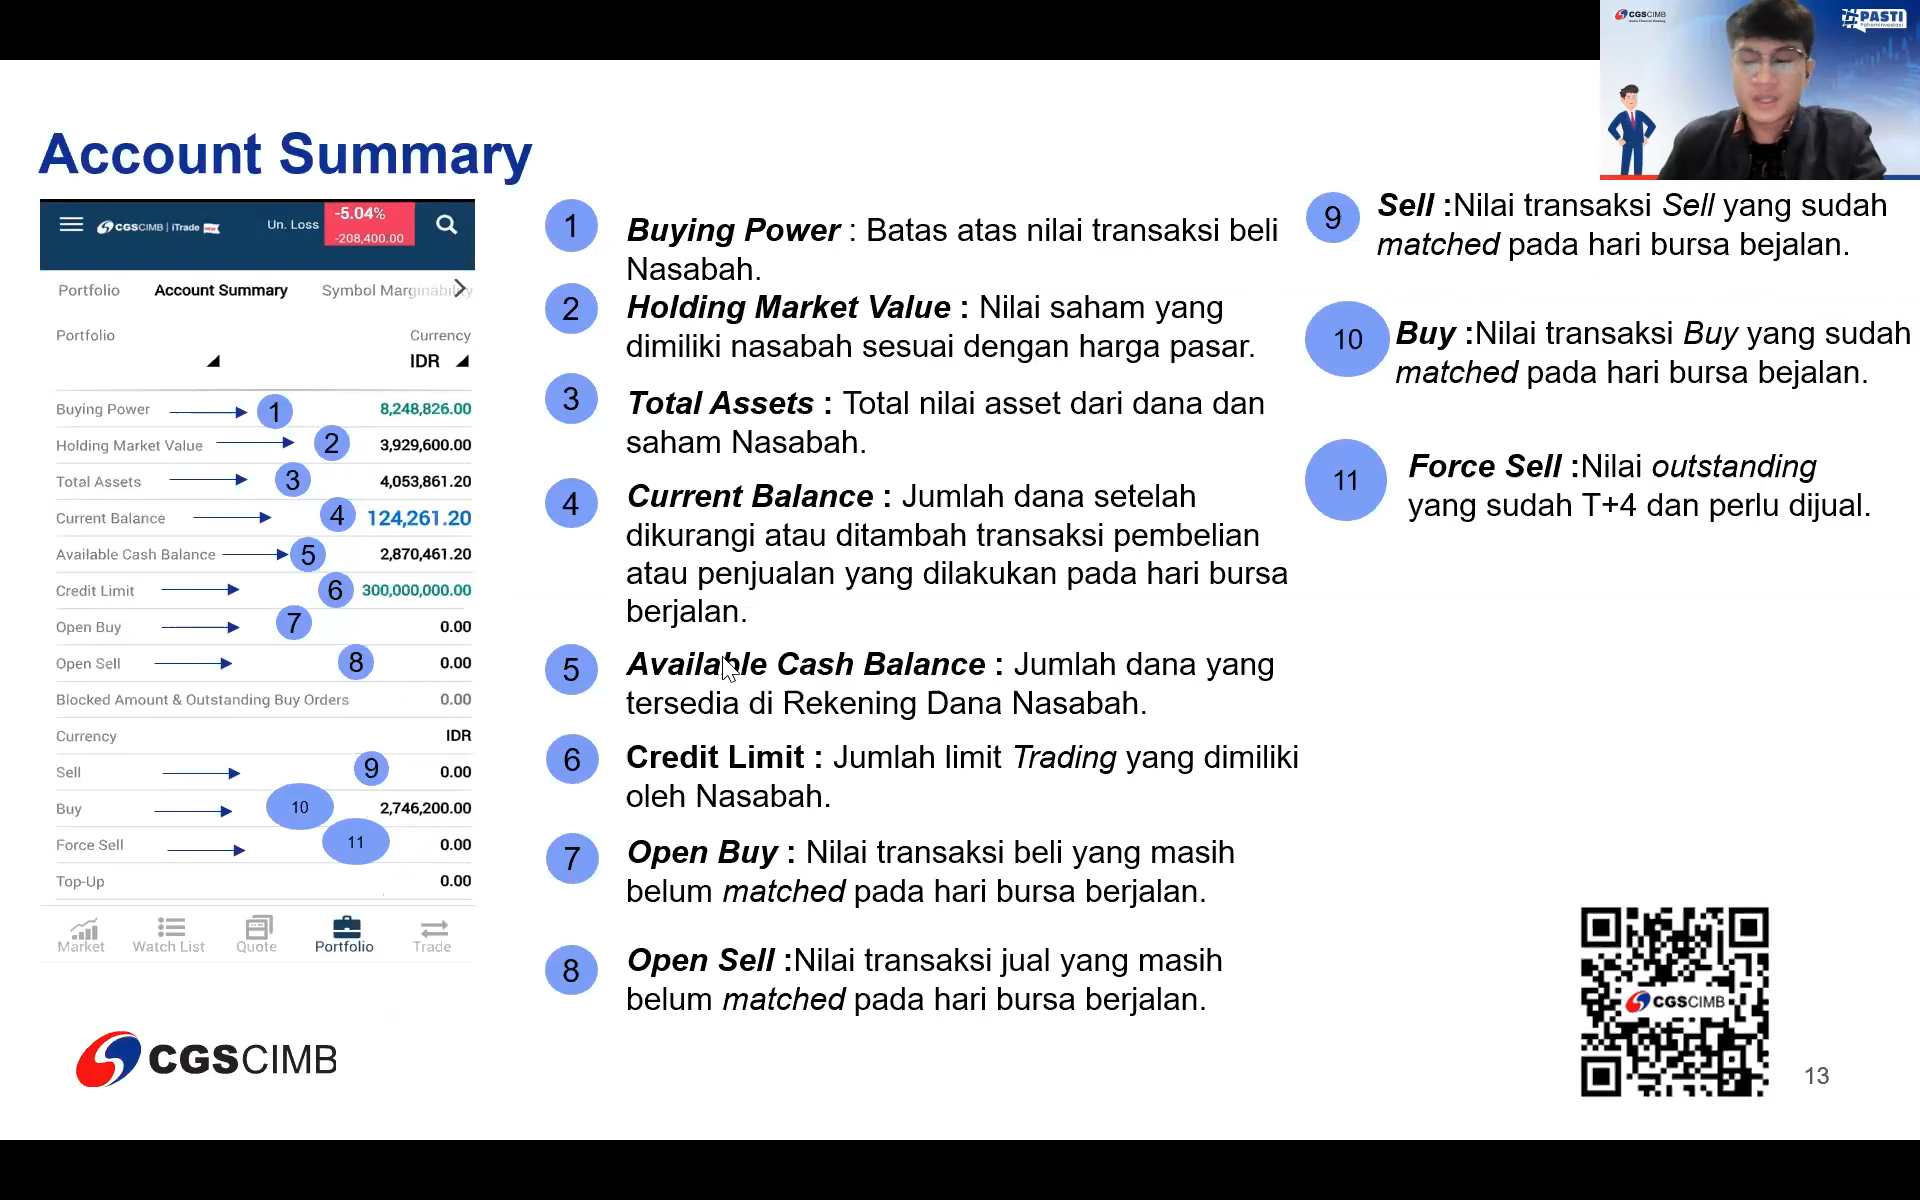 CGSCIMB
#PASTI
Account Summary
CGSCIMB | iTrade
Un. Loss
-5.04%
-208,400.00
Portfolio
Account Summary
Symbol Marginability
Portfolio
Currency
IDR
Buying Power 1 8,248,826.00
Holding Market Value 2 3,929,600.00
Total Assets 3 4,053,861.20
Current Balance 4 124,261.20
Available Cash Balance 5 2,870,461.20
Credit Limit 6 300,000,000.00
Open Buy 7 0.00
Open Sell 8 0.00
Blocked Amount & Outstanding Buy Orders 0.00
Currency IDR
Sell 9 0.00
Buy 10 2,746,200.00
Force Sell 11 0.00
Top-Up 0.00
Market Watch List Quote Portfolio Trade
1 Buying Power : Batas atas nilai transaksi beli
Nasabah.
2 Holding Market Value : Nilai saham yang
dimiliki nasabah sesuai dengan harga pasar.
3 Total Assets : Total nilai asset dari dana dan
saham Nasabah.
4 Current Balance : Jumlah dana setelah
dikurangi atau ditambah transaksi pembelian
atau penjualan yang dilakukan pada hari bursa
berjalan.
5 Available Cash Balance : Jumlah dana yang
tersedia di Rekening Dana Nasabah.
6 Credit Limit : Jumlah limit Trading yang dimiliki
oleh Nasabah.
7 Open Buy : Nilai transaksi beli yang masih
belum matched pada hari bursa berjalan.
8 Open Sell :Nilai transaksi jual yang masih
belum matched pada hari bursa berjalan.
9 Sell :Nilai transaksi Sell yang sudah
matched pada hari bursa bejalan.
10 Buy :Nilai transaksi Buy yang sudah
matched pada hari bursa bejalan.
11 Force Sell :Nilai outstanding
yang sudah T+4 dan perlu dijual.
CGSCIMB
CGSCIMB
13